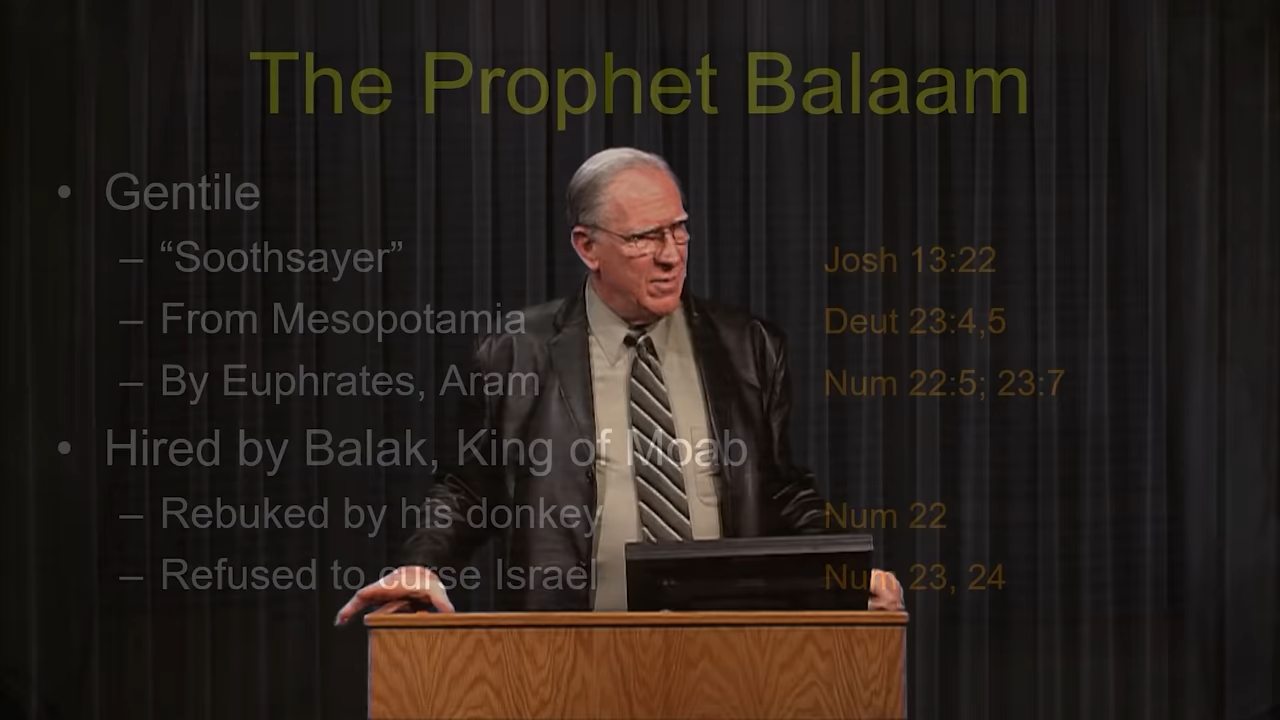 The Prophet Balaam
• Gentile
– “Soothsayer” Josh 13:22
– From Mesopotamia Deut 23:4,5
– By Euphrates, Aram Num 22:5; 23:7
• Hired by Balak, King of Moab
– Rebuked by his donkey Num 22
– Refused to curse Israel Num 23, 24